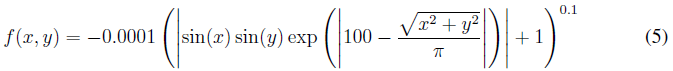 f(x, y) = −0.0001 ( | sin(x) sin(y) exp ( | 100 − √(x² + y²) / π | ) | + 1 )^0.1 (5)